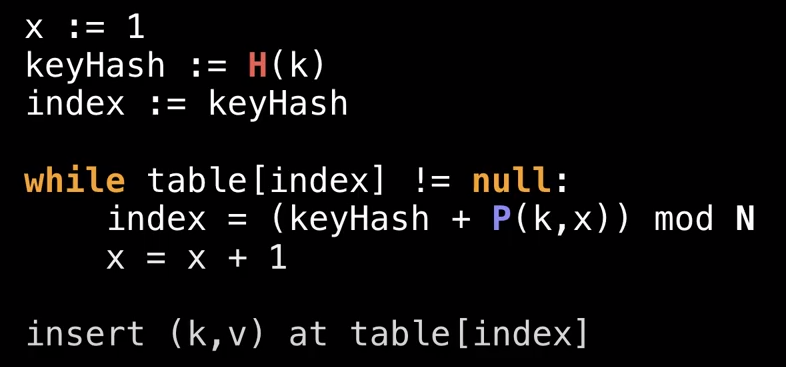 x := 1
keyHash := H(k)
index := keyHash
while table[index] != null:
index = (keyHash + P(k,x)) mod N
x = x + 1
insert (k,v) at table[index]